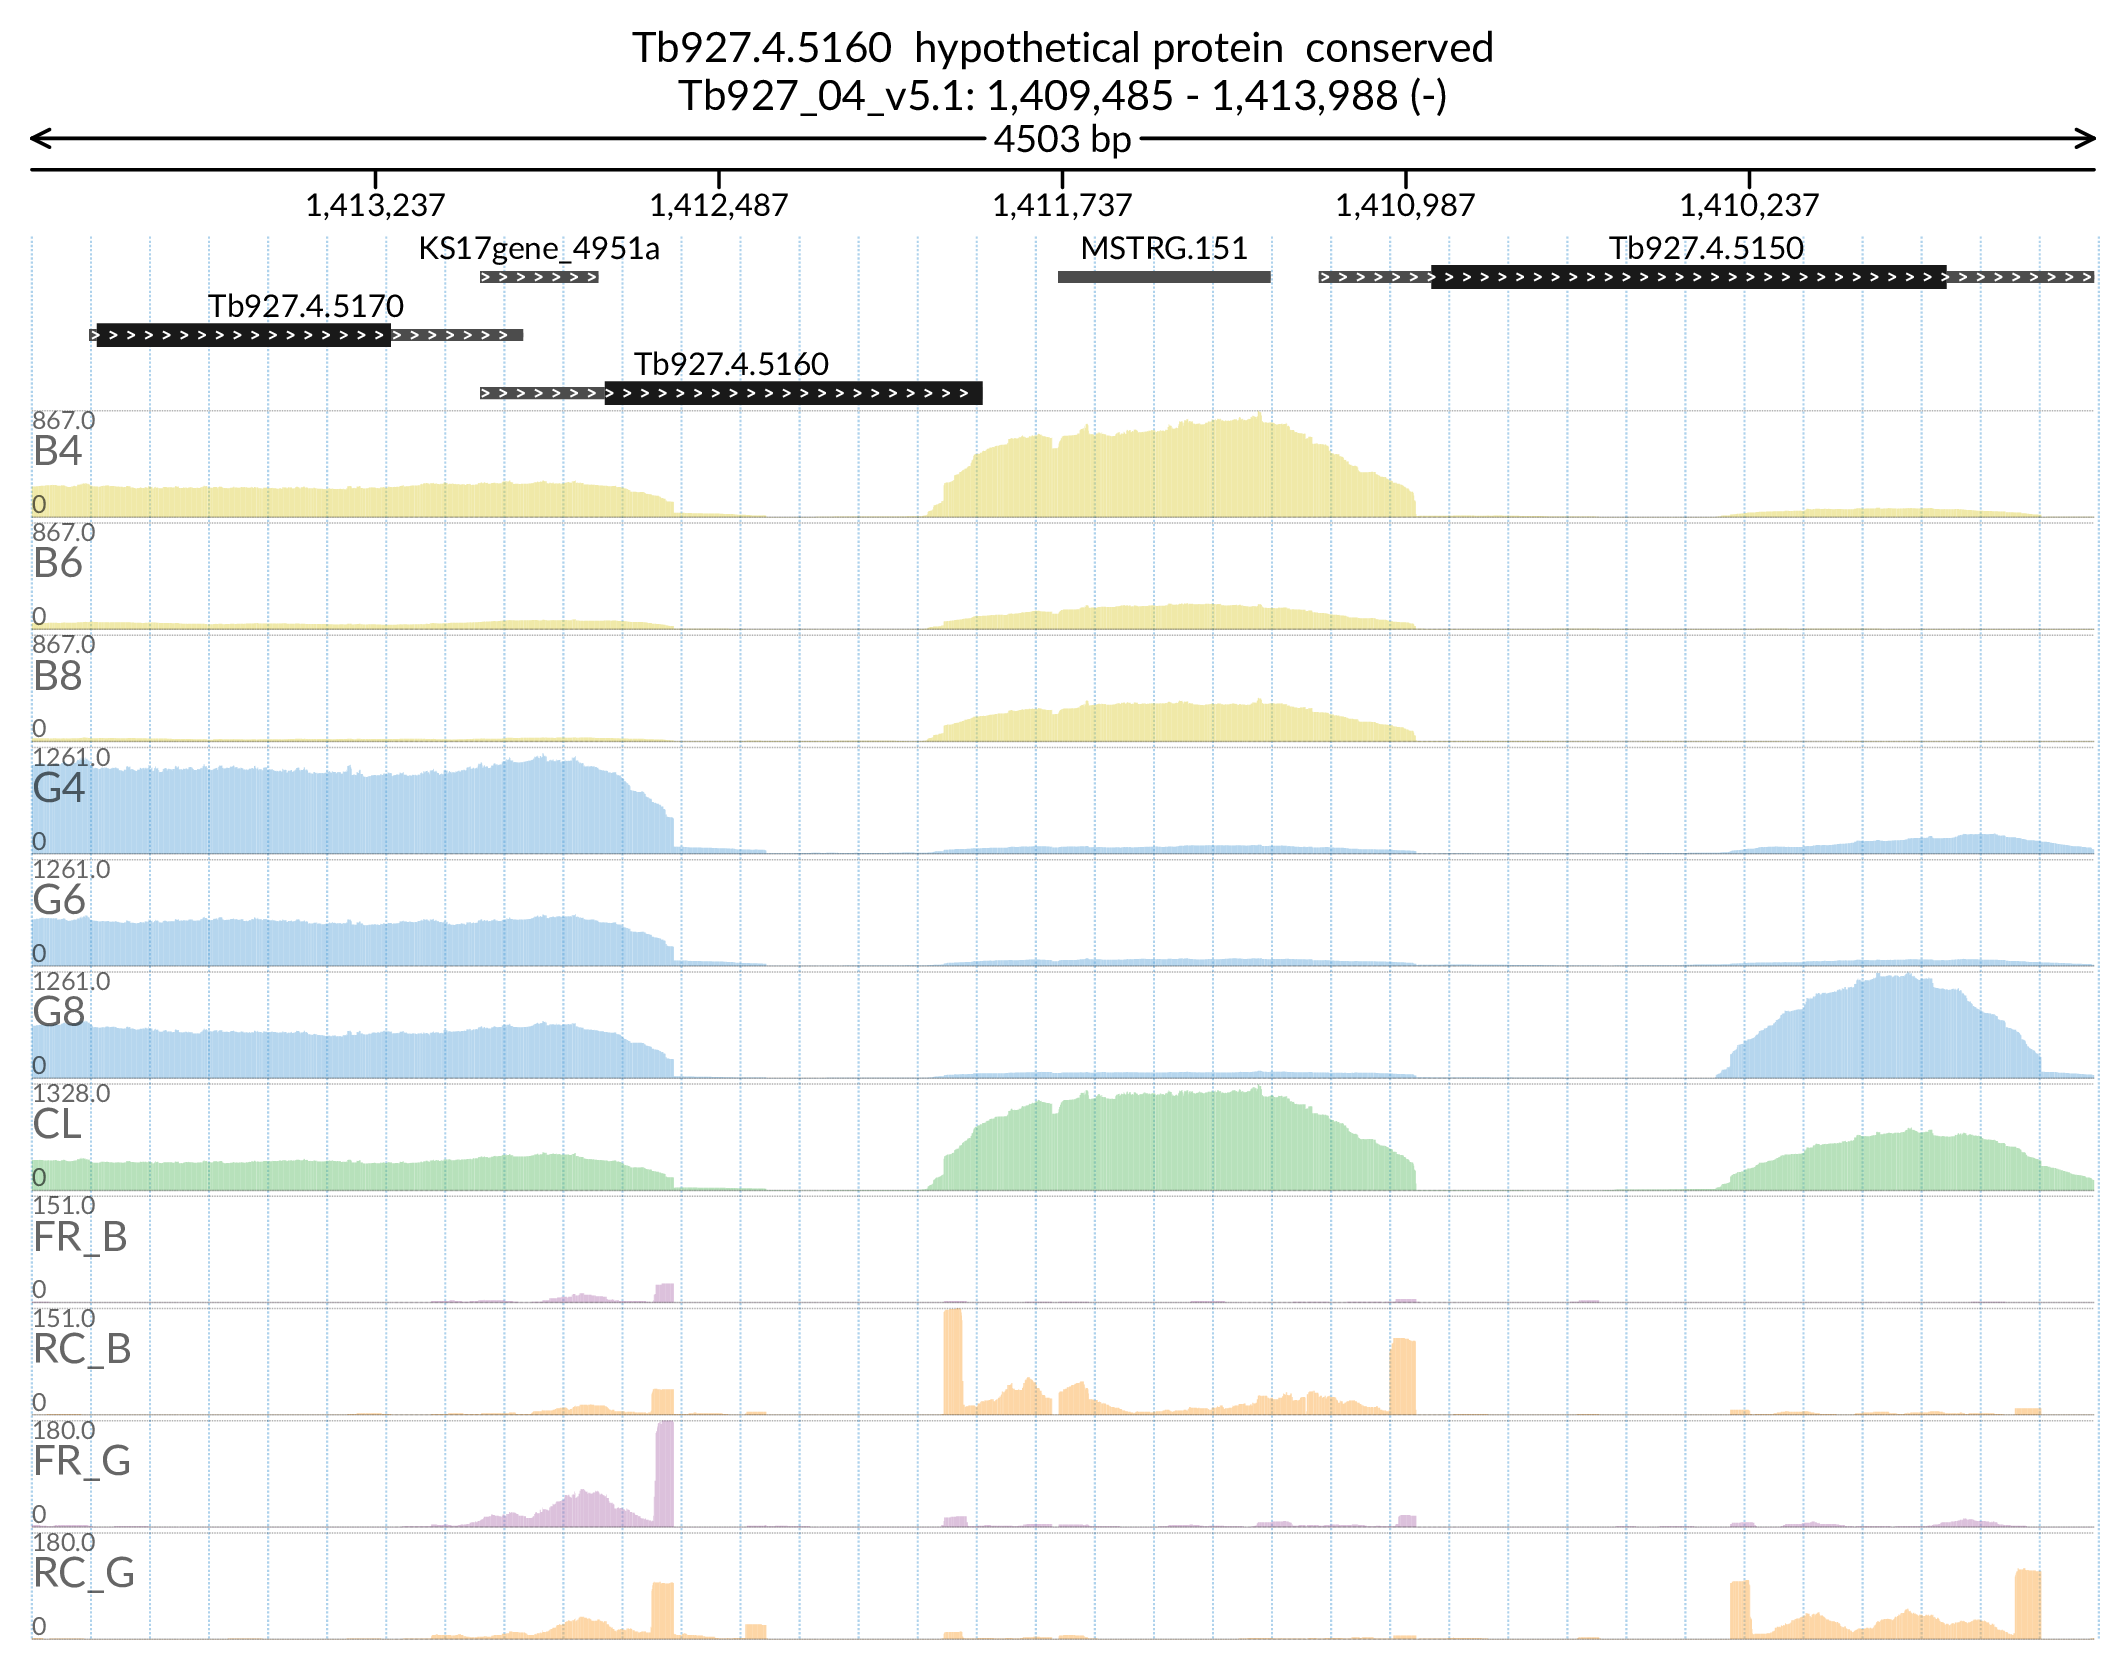 Tb927.4.5160  hypothetical protein  conserved
Tb927_04_v5.1: 1,409,485 - 1,413,988 (-)
4503 bp
1,413,237 1,412,487 1,411,737 1,410,987 1,410,237
KS17gene_4951a MSTRG.151 Tb927.4.5150
Tb927.4.5170
Tb927.4.5160
867.0
B4
0
867.0
B6
0
867.0
B8
0
1261.0
G4
0
1261.0
G6
0
1261.0
G8
0
1328.0
CL
0
151.0
FR_B
0
151.0
RC_B
0
180.0
FR_G
0
180.0
RC_G
0